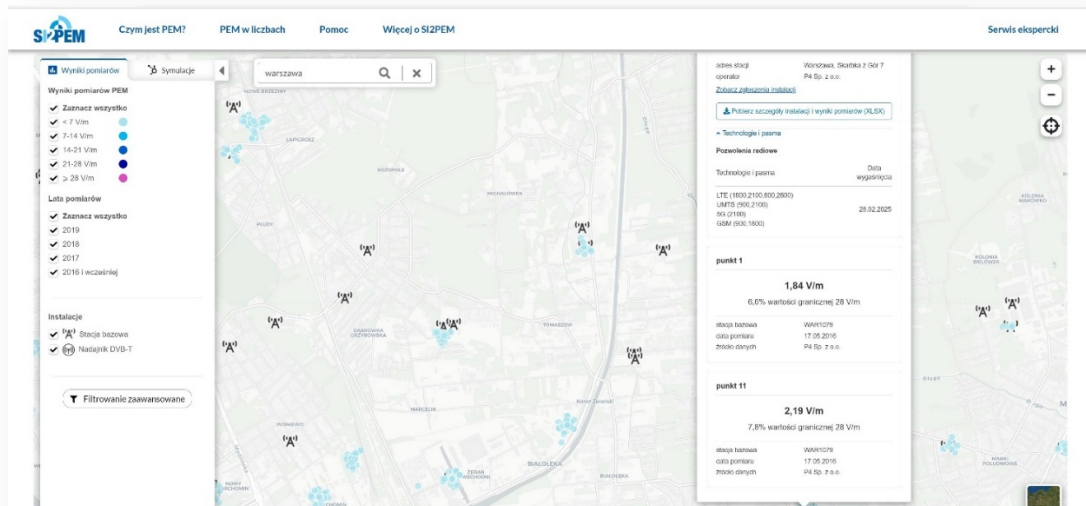 SI2PEM
Czym jest PEM?
PEM w liczbach
Pomoc
Więcej o SI2PEM
Serwis ekspercki
Wyniki pomiarów
Symulacje
Wyniki pomiarów PEM
Zaznacz wszystko
< 7 V/m
7-14 V/m
14-21 V/m
21-28 V/m
⩾ 28 V/m
Lata pomiarów
Zaznacz wszystko
2019
2018
2017
2016 i wcześniej
Instalacje
Stacja bazowa
Nadajnik DVB-T
Filtrowanie zaawansowane
warszawa
adres stacji Warszawa, Skarbka z Gór 7
operator P4 Sp. z o.o.
Zobacz zgłoszenia instalacji
Pobierz szczegóły instalacji i wyniki pomiarów (XLSX)
Technologie i pasma
Pozwolenia radiowe
Technologie i pasma
Data
wygaśnięcia
LTE (1800,2100,800,2600)
UMTS (900,2100)
5G (2100)
GSM (900,1800)
28.02.2025
punkt 1
1,84 V/m
6,6% wartości granicznej 28 V/m
stacja bazowa WAR1079
data pomiaru 17.05.2016
źródło danych P4 Sp. z o.o.
punkt 11
2,19 V/m
7,8% wartości granicznej 28 V/m
stacja bazowa WAR1079
data pomiaru 17.05.2016
źródło danych P4 Sp. z o.o.
TOMASZEW
MARCELIN
BIAŁOŁĘKA
BIAŁOŁĘKA
ŻERAŃ
WSCHODNI
DĄBRÓWKA
GRZYBOWSKA